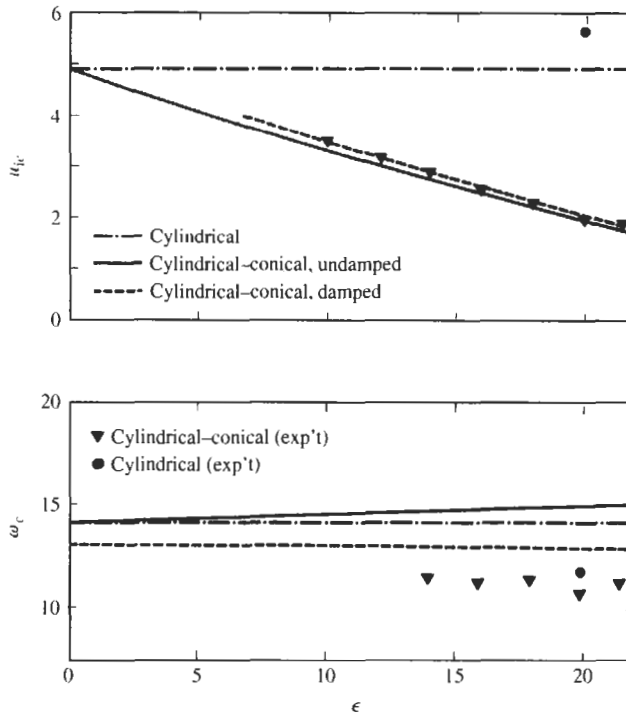 6
4
2
0
u_ic
Cylindrical
Cylindrical–conical, undamped
Cylindrical–conical, damped
20
15
10
ω_c
Cylindrical–conical (exp't)
Cylindrical (exp't)
0
5
10
15
20
ϵ